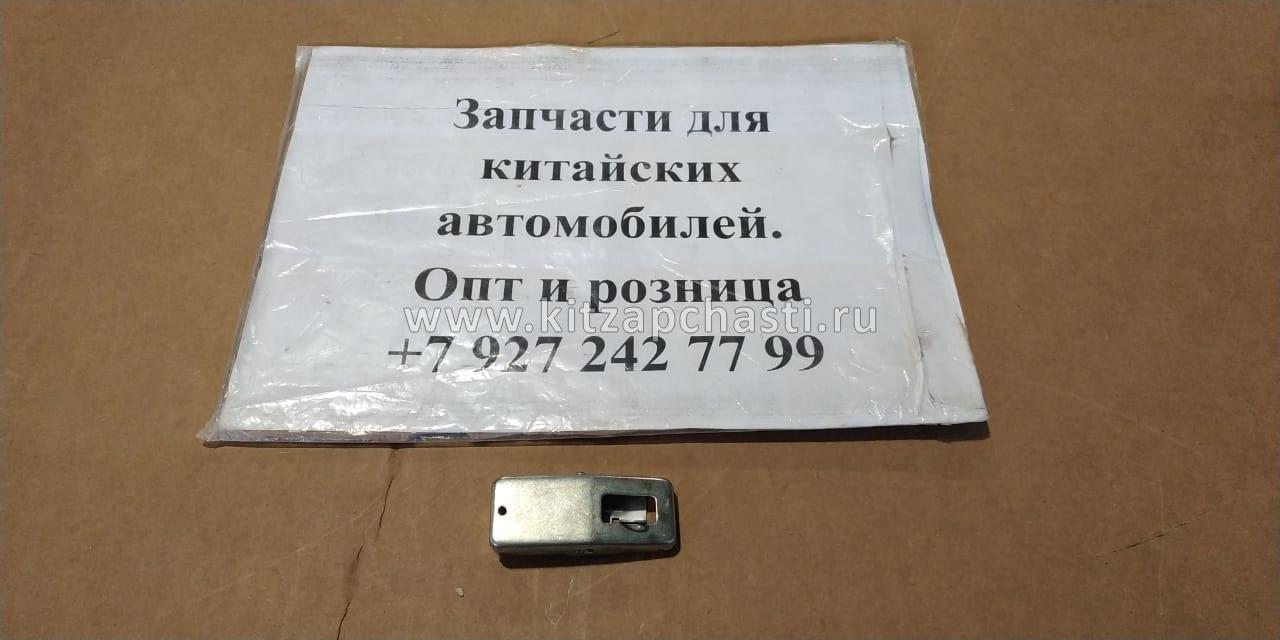 Запчасти для
китайских
автомобилей.
Опт и розница
www.kitzapchasti.ru
+7 927 242 77 99